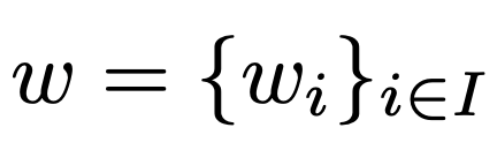 w = {w_i}_{i∈I}